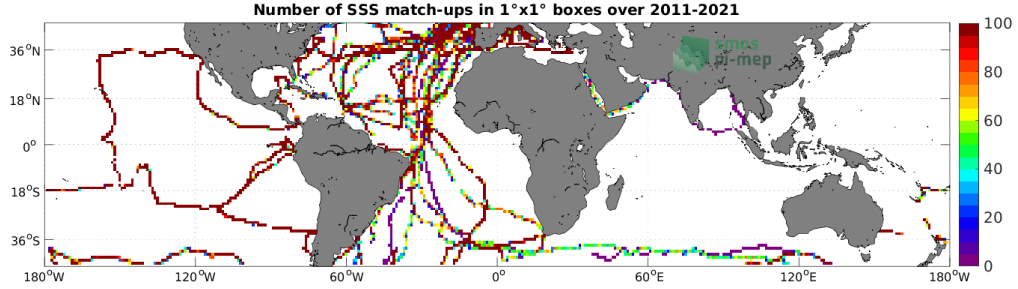 Number of SSS match-ups in 1°x1° boxes over 2011-2021
smos
pi-mep
36°N
18°N
0°
18°S
36°S
180°W 120°W 60°W 0° 60°E 120°E 180°W
100
80
60
40
20
0